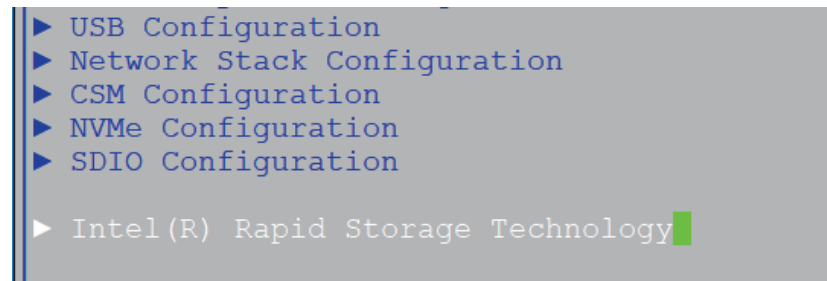 ► USB Configuration
► Network Stack Configuration
► CSM Configuration
► NVMe Configuration
► SDIO Configuration
► Intel(R) Rapid Storage Technology